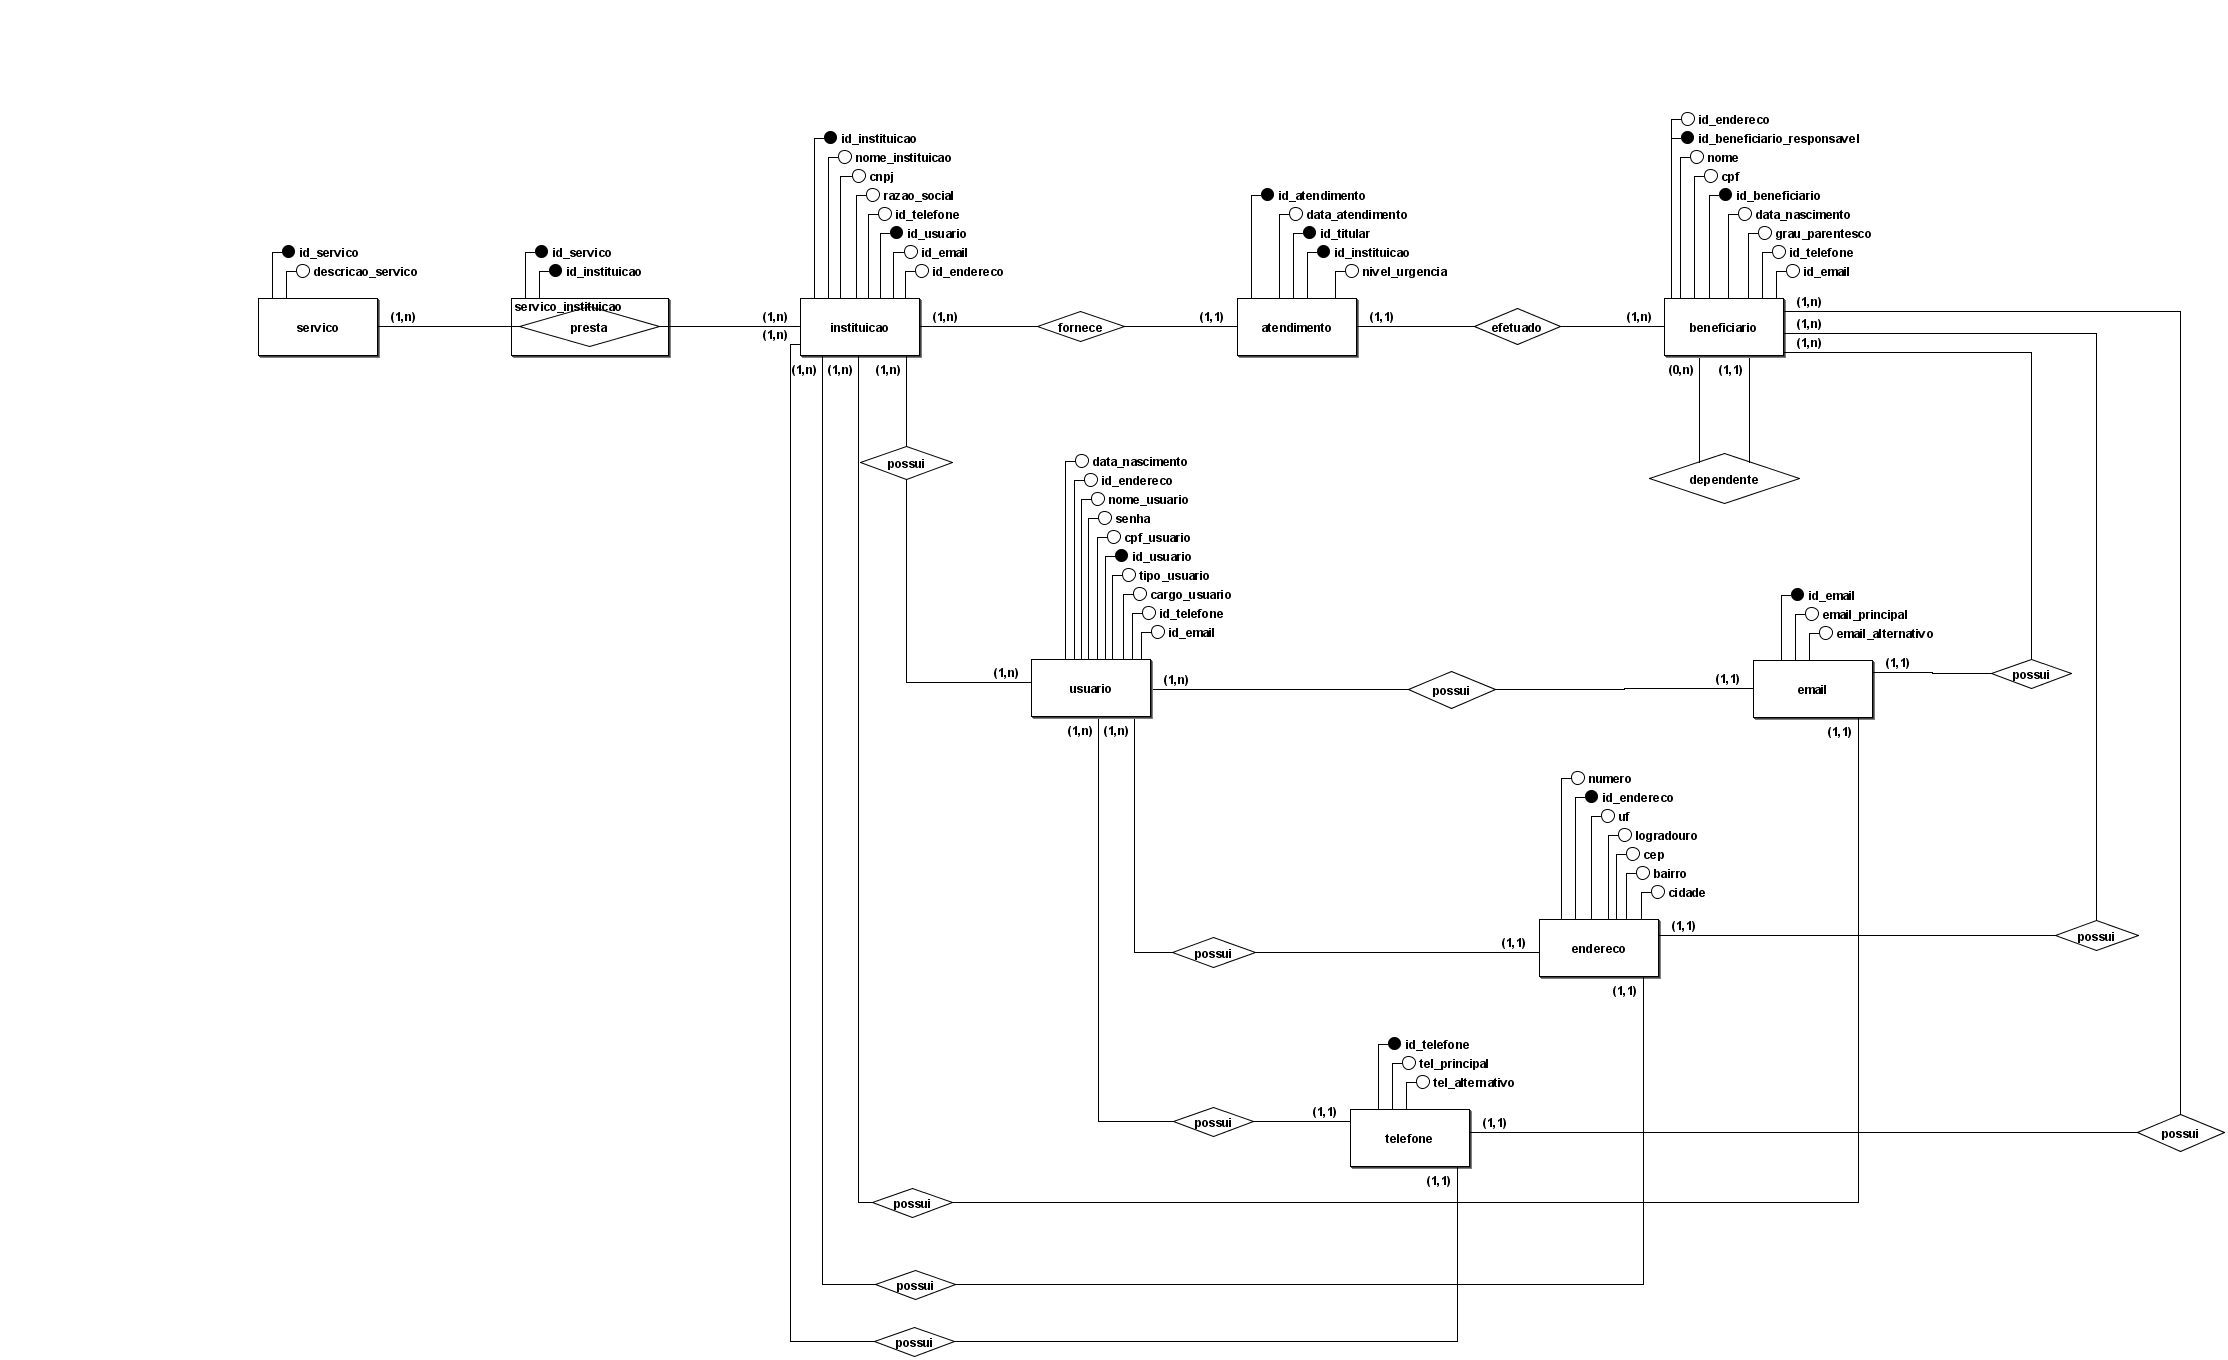 id_endereco
id_beneficiario_responsavel
nome
cpf
id_beneficiario
data_nascimento
grau_parentesco
id_telefone
id_email
id_instituicao
nome_instituicao
cnpj
razao_social
id_telefone
id_usuario
id_email
id_endereco
id_atendimento
data_atendimento
id_titular
id_instituicao
nivel_urgencia
id_servico
descricao_servico
id_servico
id_instituicao
servico_instituicao
servico
(1,n)
presta
(1,n)
(1,n)
instituicao
(1,n)
fornece
(1,1)
atendimento
(1,1)
efetuado
(1,n)
beneficiario
(1,n)
(1,n)
(1,n)
(1,n)
(1,n)
(1,n)
(0,n)
(1,1)
possui
dependente
data_nascimento
id_endereco
nome_usuario
senha
cpf_usuario
id_usuario
tipo_usuario
cargo_usuario
id_telefone
id_email
id_email
email_principal
email_alternativo
(1,n)
usuario
(1,n)
possui
(1,1)
email
(1,1)
possui
(1,n)
(1,n)
(1,1)
numero
id_endereco
uf
logradouro
cep
bairro
cidade
possui
(1,1)
endereco
(1,1)
possui
(1,1)
id_telefone
tel_principal
tel_alternativo
possui
(1,1)
telefone
(1,1)
possui
(1,1)
possui
possui
possui